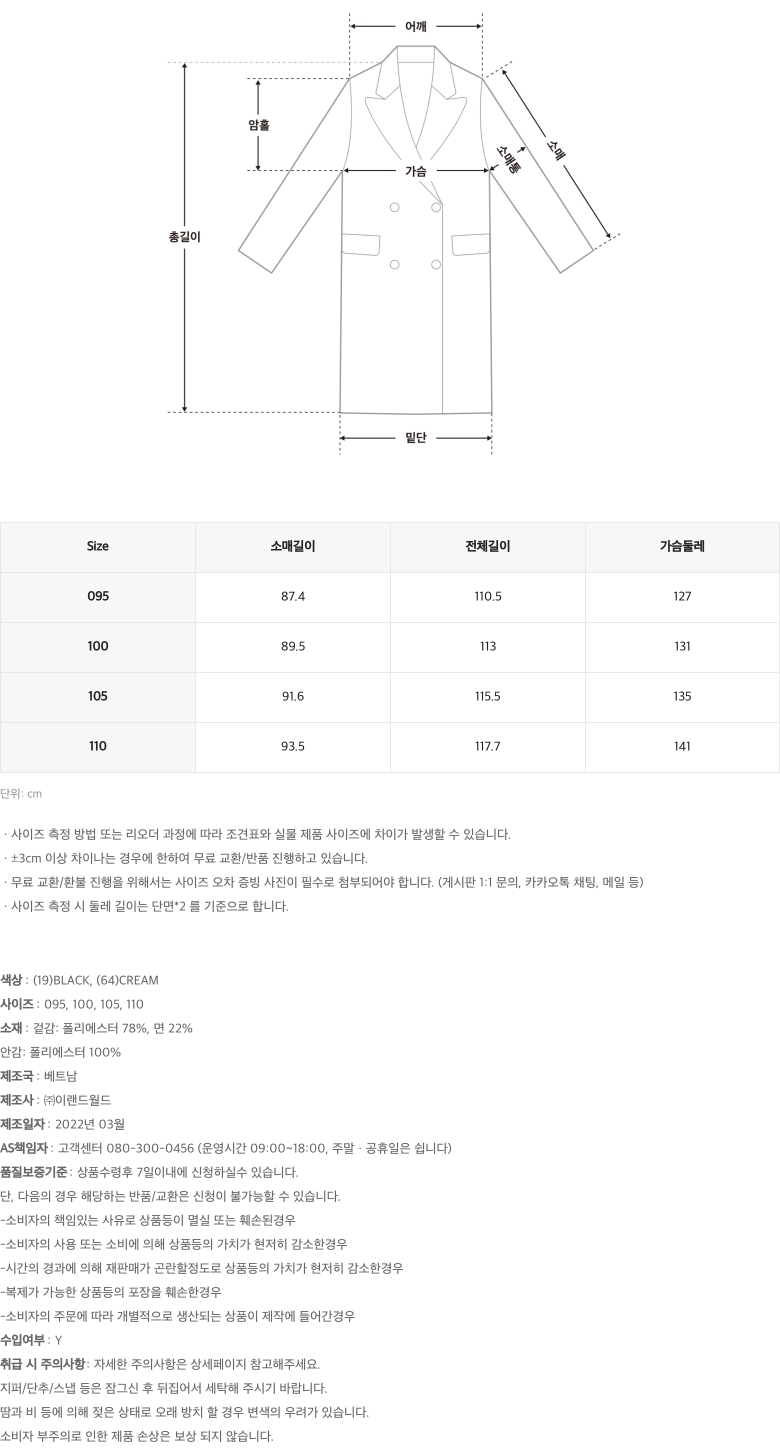 어깨
암홀
소매
소매통
가슴
총길이
밑단
Size 소매길이 전체길이 가슴둘레
095 87.4 110.5 127
100 89.5 113 131
105 91.6 115.5 135
110 93.5 117.7 141
단위: cm
· 사이즈 측정 방법 또는 리오더 과정에 따라 조견표와 실물 제품 사이즈에 차이가 발생할 수 있습니다.
· ±3cm 이상 차이나는 경우에 한하여 무료 교환/반품 진행하고 있습니다.
· 무료 교환/환불 진행을 위해서는 사이즈 오차 증빙 사진이 필수로 첨부되어야 합니다. (게시판 1:1 문의, 카카오톡 채팅, 메일 등)
· 사이즈 측정 시 둘레 길이는 단면*2 를 기준으로 합니다.
색상 : (19)BLACK, (64)CREAM
사이즈 : 095, 100, 105, 110
소재 : 겉감: 폴리에스터 78%, 면 22%
안감: 폴리에스터 100%
제조국 : 베트남
제조사 : ㈜이랜드월드
제조일자 : 2022년 03월
AS책임자 : 고객센터 080-300-0456 (운영시간 09:00~18:00, 주말 · 공휴일은 쉽니다)
품질보증기준 : 상품수령후 7일이내에 신청하실수 있습니다.
단, 다음의 경우 해당하는 반품/교환은 신청이 불가능할 수 있습니다.
-소비자의 책임있는 사유로 상품등이 멸실 또는 훼손된경우
-소비자의 사용 또는 소비에 의해 상품등의 가치가 현저히 감소한경우
-시간의 경과에 의해 재판매가 곤란할정도로 상품등의 가치가 현저히 감소한경우
-복제가 가능한 상품등의 포장을 훼손한경우
-소비자의 주문에 따라 개별적으로 생산되는 상품이 제작에 들어간경우
수입여부 : Y
취급 시 주의사항 : 자세한 주의사항은 상세페이지 참고해주세요.
지퍼/단추/스냅 등은 잠그신 후 뒤집어서 세탁해 주시기 바랍니다.
땀과 비 등에 의해 젖은 상태로 오래 방치 할 경우 변색의 우려가 있습니다.
소비자 부주의로 인한 제품 손상은 보상 되지 않습니다.